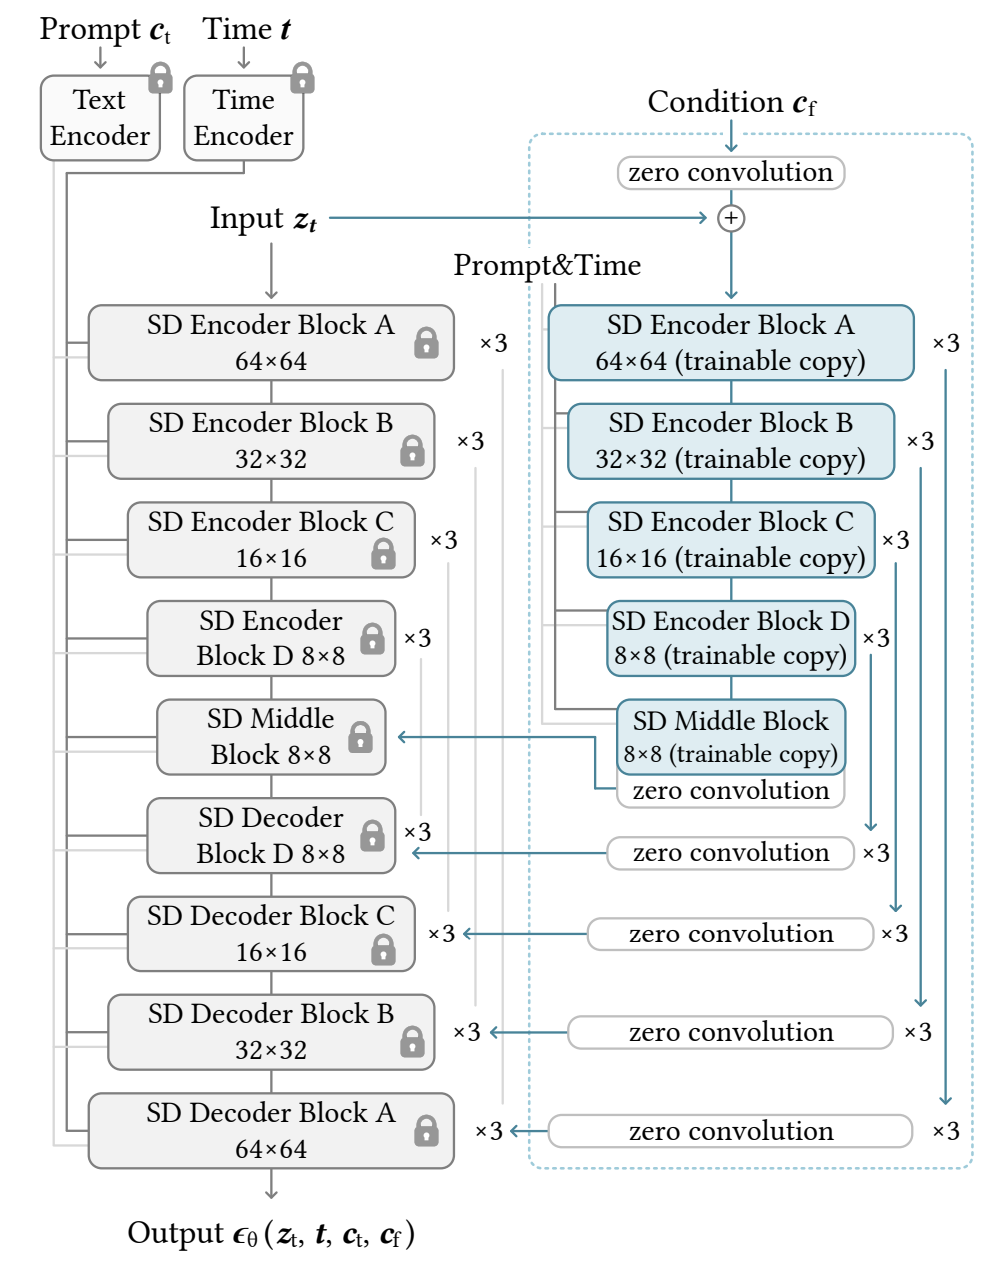 Prompt c_t
Time t
Text
Encoder
Time
Encoder
Condition c_f
zero convolution
Input z_t
+
Prompt&Time
SD Encoder Block A
64×64
×3
SD Encoder Block A
64×64 (trainable copy)
×3
SD Encoder Block B
32×32
×3
SD Encoder Block B
32×32 (trainable copy)
×3
SD Encoder Block C
16×16
×3
SD Encoder Block C
16×16 (trainable copy)
×3
SD Encoder
Block D 8×8
×3
SD Encoder Block D
8×8 (trainable copy)
×3
SD Middle
Block 8×8
SD Middle Block
8×8 (trainable copy)
zero convolution
SD Decoder
Block D 8×8
×3
zero convolution
×3
SD Decoder Block C
16×16
×3
zero convolution
×3
SD Decoder Block B
32×32
×3
zero convolution
×3
SD Decoder Block A
64×64
×3
zero convolution
×3
Output ϵ_θ(z_t, t, c_t, c_f)